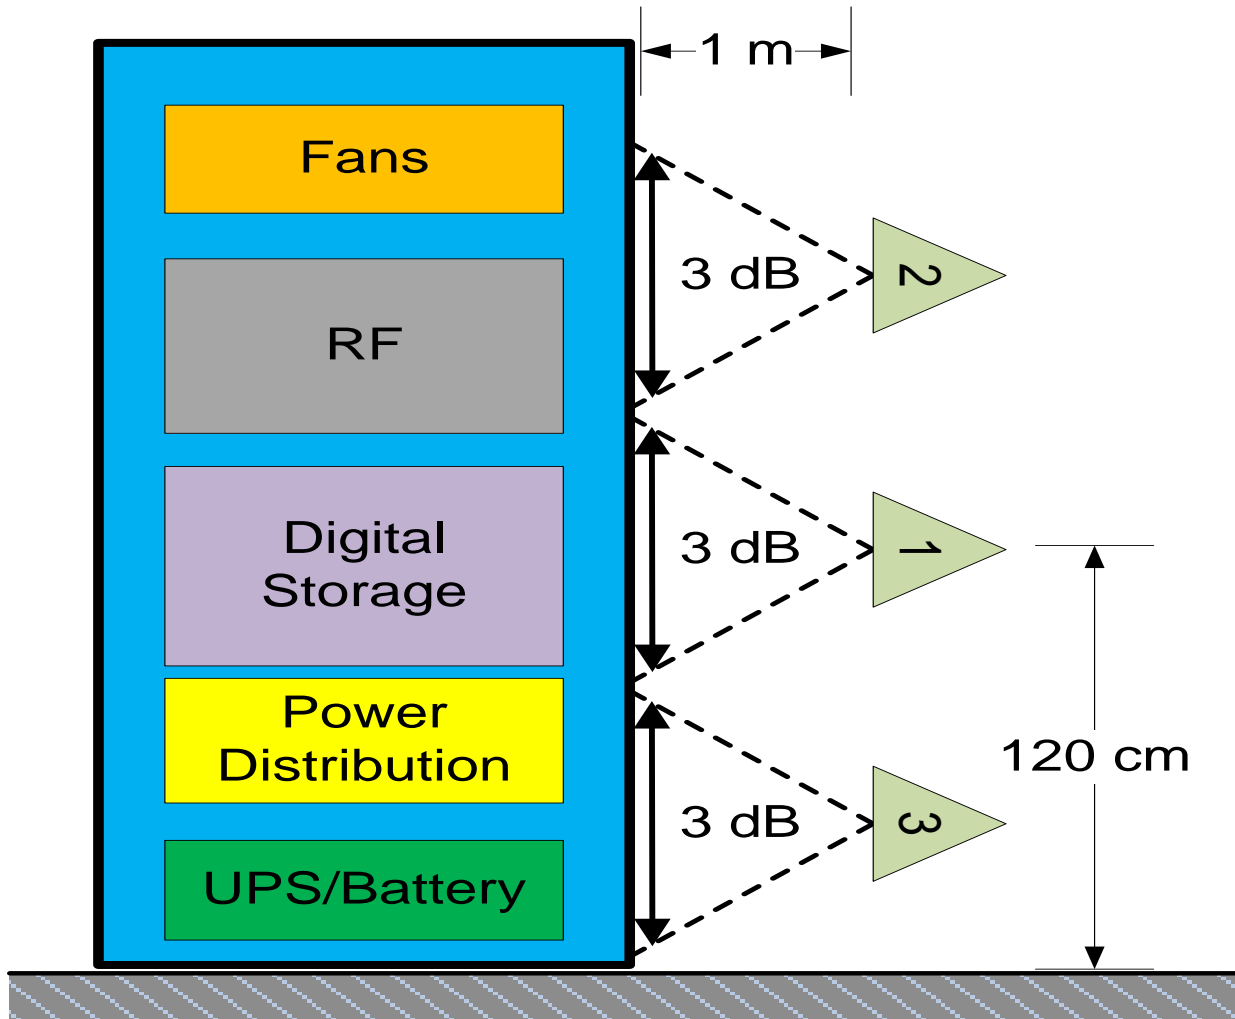 1 m
Fans
3 dB
2
RF
Digital
Storage
3 dB
1
Power
Distribution
120 cm
3 dB
3
UPS/Battery